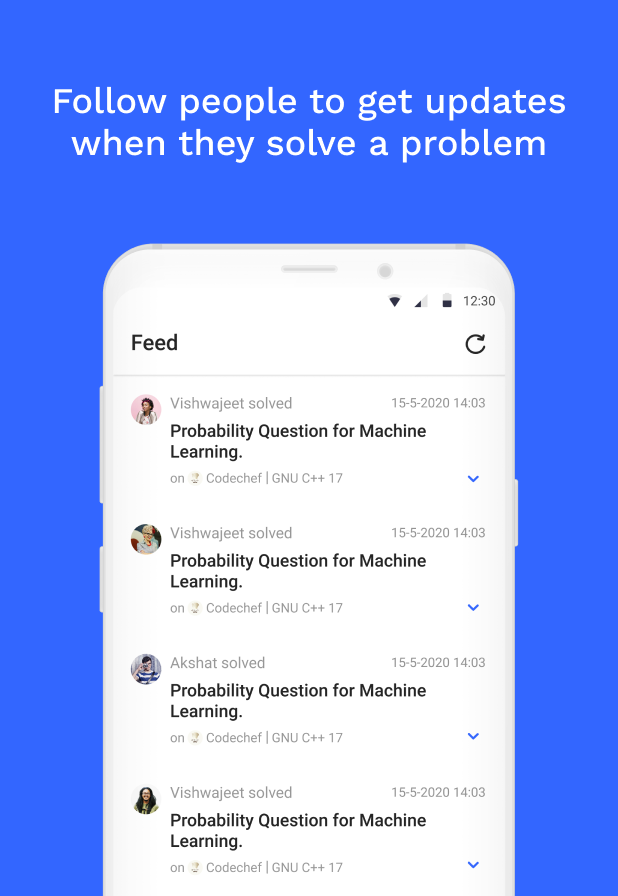 Follow people to get updates
when they solve a problem
12:30
Feed
Vishwajeet solved 15-5-2020 14:03
Probability Question for Machine
Learning.
on Codechef | GNU C++ 17
Vishwajeet solved 15-5-2020 14:03
Probability Question for Machine
Learning.
on Codechef | GNU C++ 17
Akshat solved 15-5-2020 14:03
Probability Question for Machine
Learning.
on Codechef | GNU C++ 17
Vishwajeet solved 15-5-2020 14:03
Probability Question for Machine
Learning.
on Codechef | GNU C++ 17